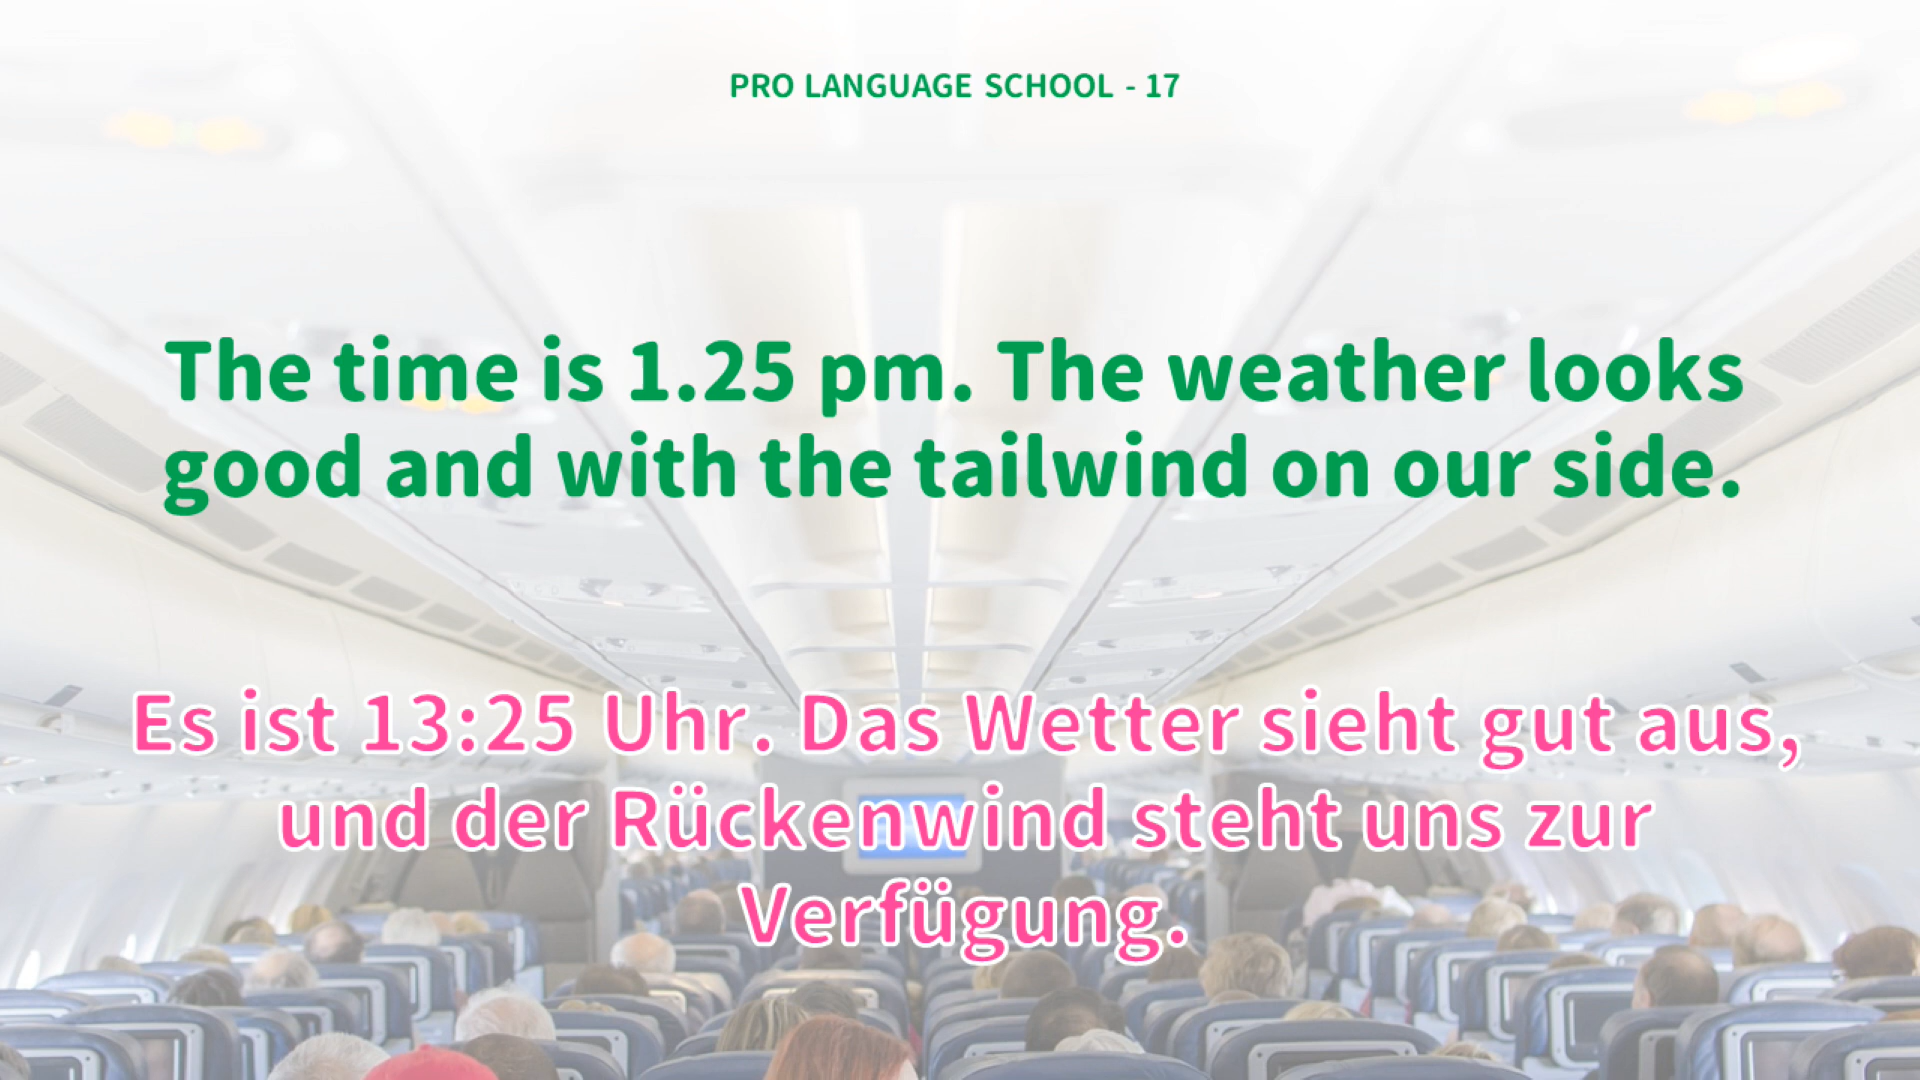 PRO LANGUAGE SCHOOL - 17
The time is 1.25 pm. The weather looks
good and with the tailwind on our side.
Es ist 13:25 Uhr. Das Wetter sieht gut aus,
und der Rückenwind steht uns zur
Verfügung.